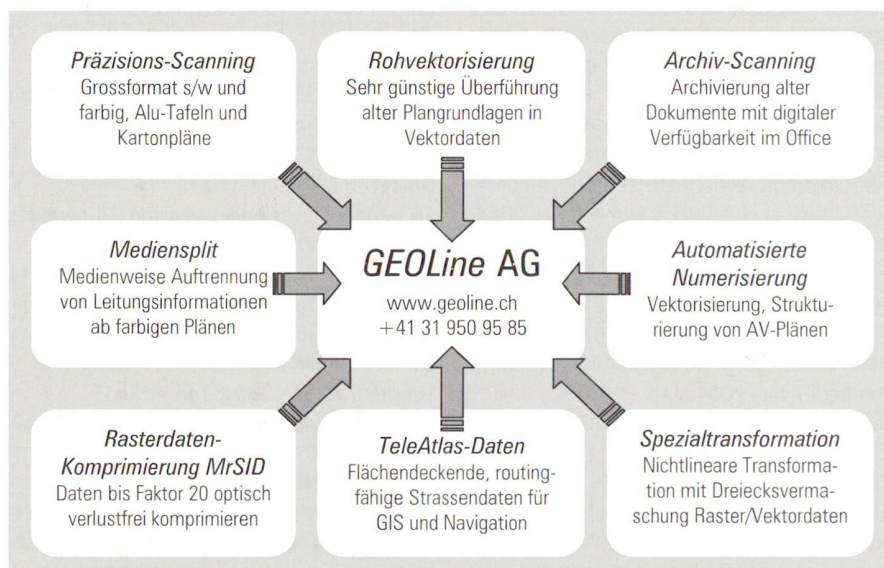 Präzisions-Scanning
Grossformat s/w und
farbig, Alu-Tafeln und
Kartonpläne
Rohvektorisierung
Sehr günstige Überführung
alter Plangrundlagen in
Vektordaten
Archiv-Scanning
Archivierung alter
Dokumente mit digitaler
Verfügbarkeit im Office
Mediensplit
Medienweise Auftrennung
von Leitungsinformationen
ab farbigen Plänen
GEOLine AG
www.geoline.ch
+41 31 950 95 85
Automatisierte
Numerisierung
Vektorisierung, Struktu-
rierung von AV-Plänen
Rasterdaten-
Komprimierung MrSID
Daten bis Faktor 20 optisch
verlustfrei komprimieren
TeleAtlas-Daten
Flächendeckende, routing-
fähige Strassendaten für
GIS und Navigation
Spezialtransformation
Nichtlineare Transforma-
tion mit Dreiecksverma-
schung Raster/Vektordaten